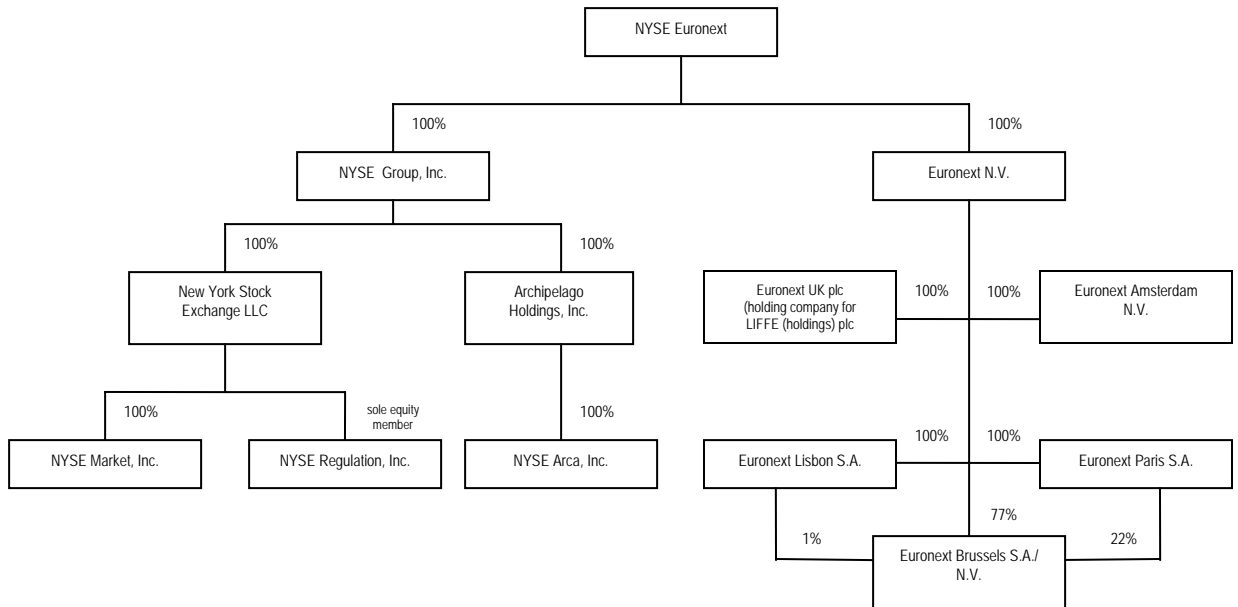 NYSE Euronext
100%
100%
NYSE Group, Inc.
Euronext N.V.
100%
100%
New York Stock
Exchange LLC
Archipelago
Holdings, Inc.
Euronext UK plc
(holding company for
LIFFE (holdings) plc
100%
100%
Euronext Amsterdam
N.V.
100%
sole equity
member
100%
NYSE Market, Inc.
NYSE Regulation, Inc.
NYSE Arca, Inc.
Euronext Lisbon S.A.
100%
100%
Euronext Paris S.A.
77%
1%
22%
Euronext Brussels S.A./
N.V.